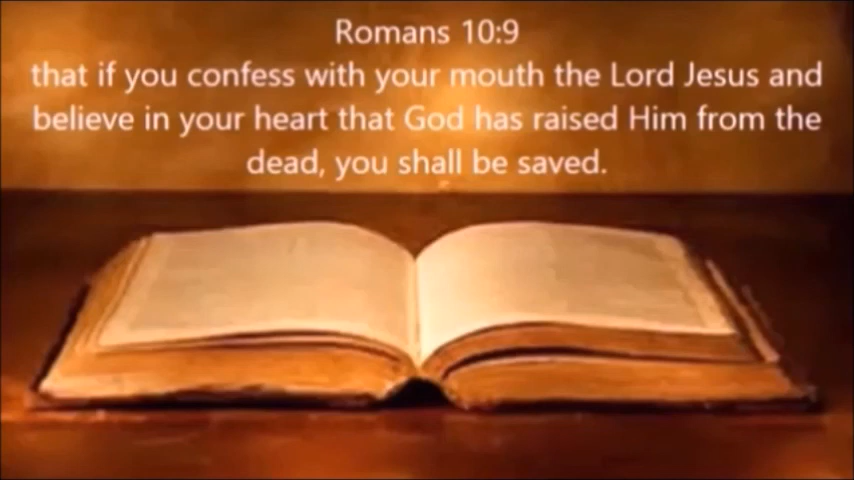 Romans 10:9
that if you confess with your mouth the Lord Jesus and
believe in your heart that God has raised Him from the
dead, you shall be saved.